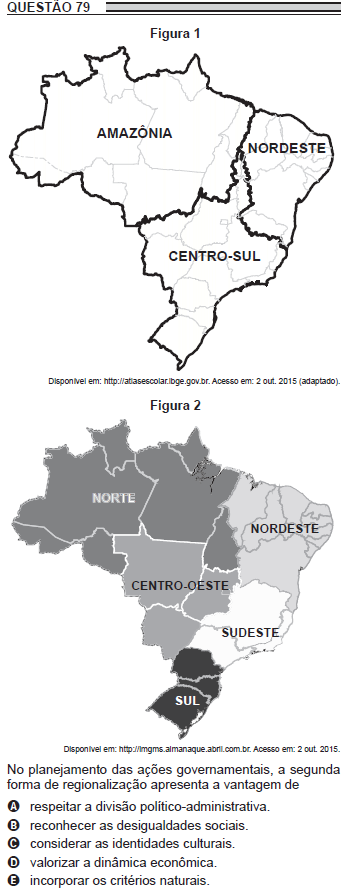 QUESTÃO 79
Figura 1
AMAZÔNIA
NORDESTE
CENTRO-SUL
Disponível em: http://atlasescolar.ibge.gov.br. Acesso em: 2 out. 2015 (adaptado).
Figura 2
NORTE
NORDESTE
CENTRO-OESTE
SUDESTE
SUL
Disponível em: http://imgms.almanaque.abril.com.br. Acesso em: 2 out. 2015.
No planejamento das ações governamentais, a segunda
forma de regionalização apresenta a vantagem de
A respeitar a divisão político-administrativa.
B reconhecer as desigualdades sociais.
C considerar as identidades culturais.
D valorizar a dinâmica econômica.
E incorporar os critérios naturais.